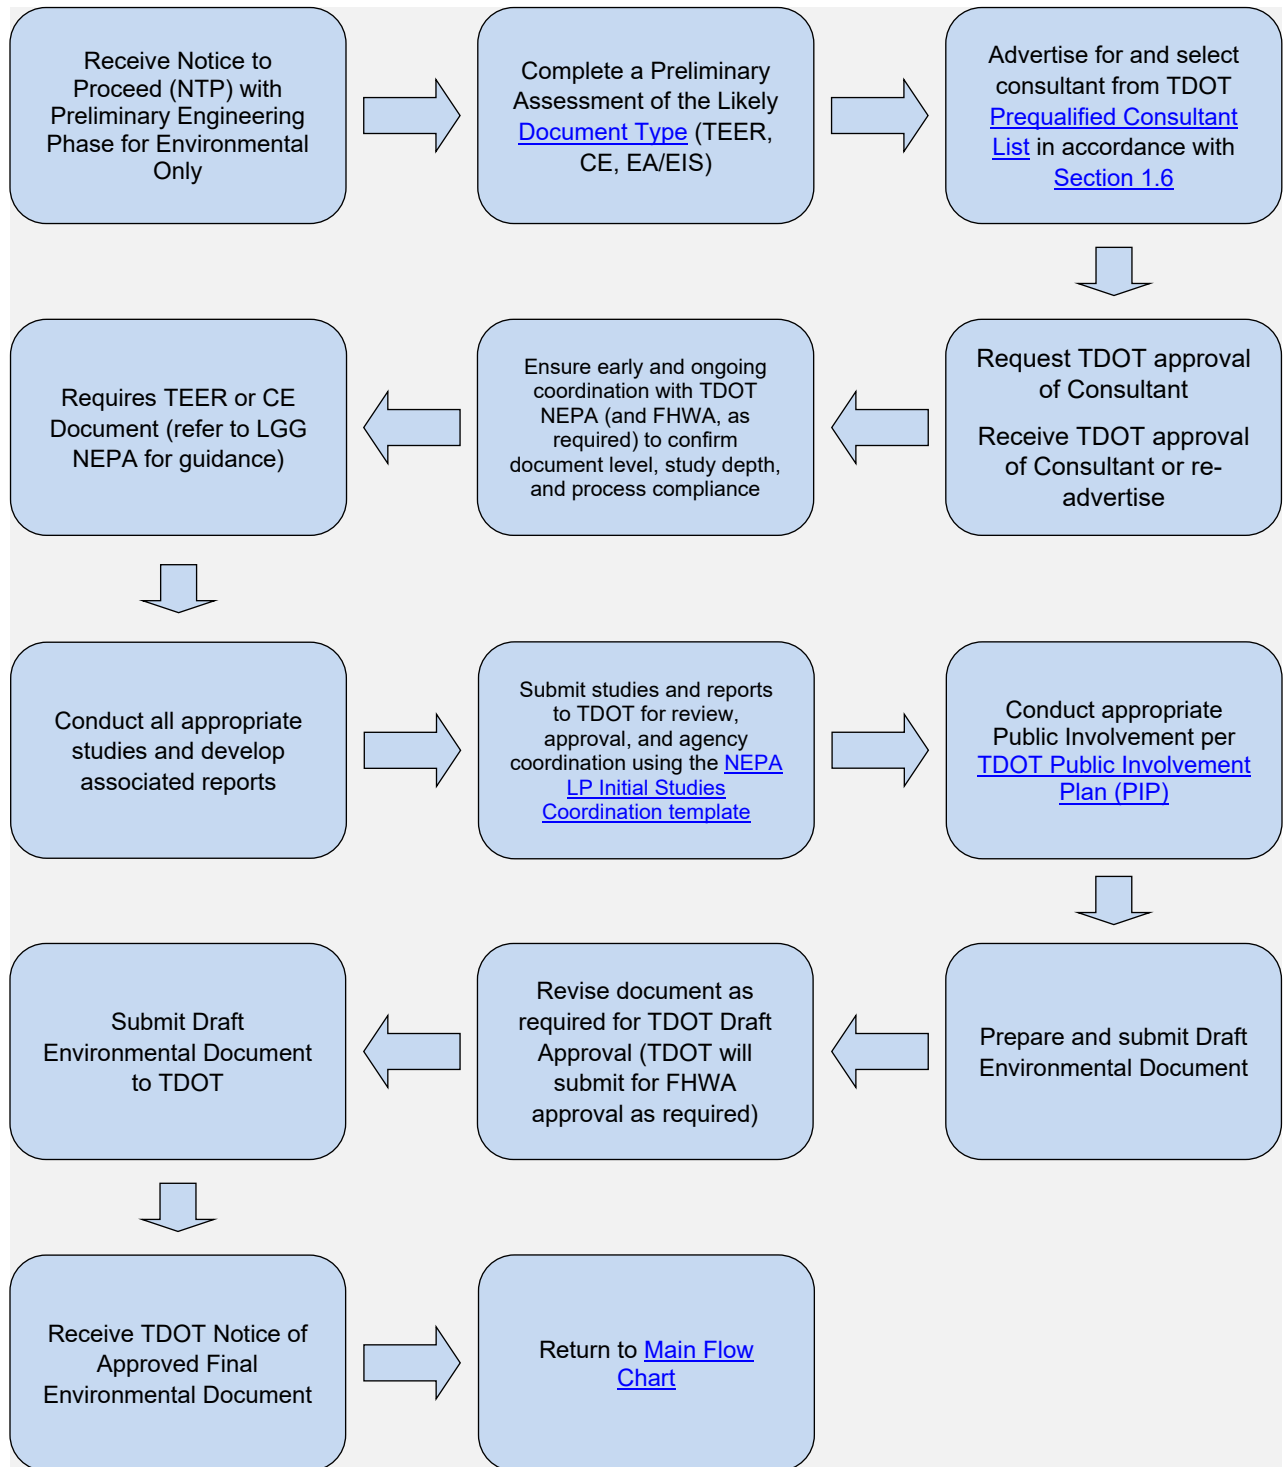 Receive Notice to
Proceed (NTP) with
Preliminary Engineering
Phase for Environmental
Only
Complete a Preliminary
Assessment of the Likely
Document Type (TEER,
CE, EA/EIS)
Advertise for and select
consultant from TDOT
Prequalified Consultant
List in accordance with
Section 1.6
Request TDOT approval
of Consultant
Receive TDOT approval
of Consultant or re-
advertise
Ensure early and ongoing
coordination with TDOT
NEPA (and FHWA, as
required) to confirm
document level, study depth,
and process compliance
Requires TEER or CE
Document (refer to LGG
NEPA for guidance)
Conduct all appropriate
studies and develop
associated reports
Submit studies and reports
to TDOT for review,
approval, and agency
coordination using the NEPA
LP Initial Studies
Coordination template
Conduct appropriate
Public Involvement per
TDOT Public Involvement
Plan (PIP)
Prepare and submit Draft
Environmental Document
Revise document as
required for TDOT Draft
Approval (TDOT will
submit for FHWA
approval as required)
Submit Draft
Environmental Document
to TDOT
Receive TDOT Notice of
Approved Final
Environmental Document
Return to Main Flow
Chart